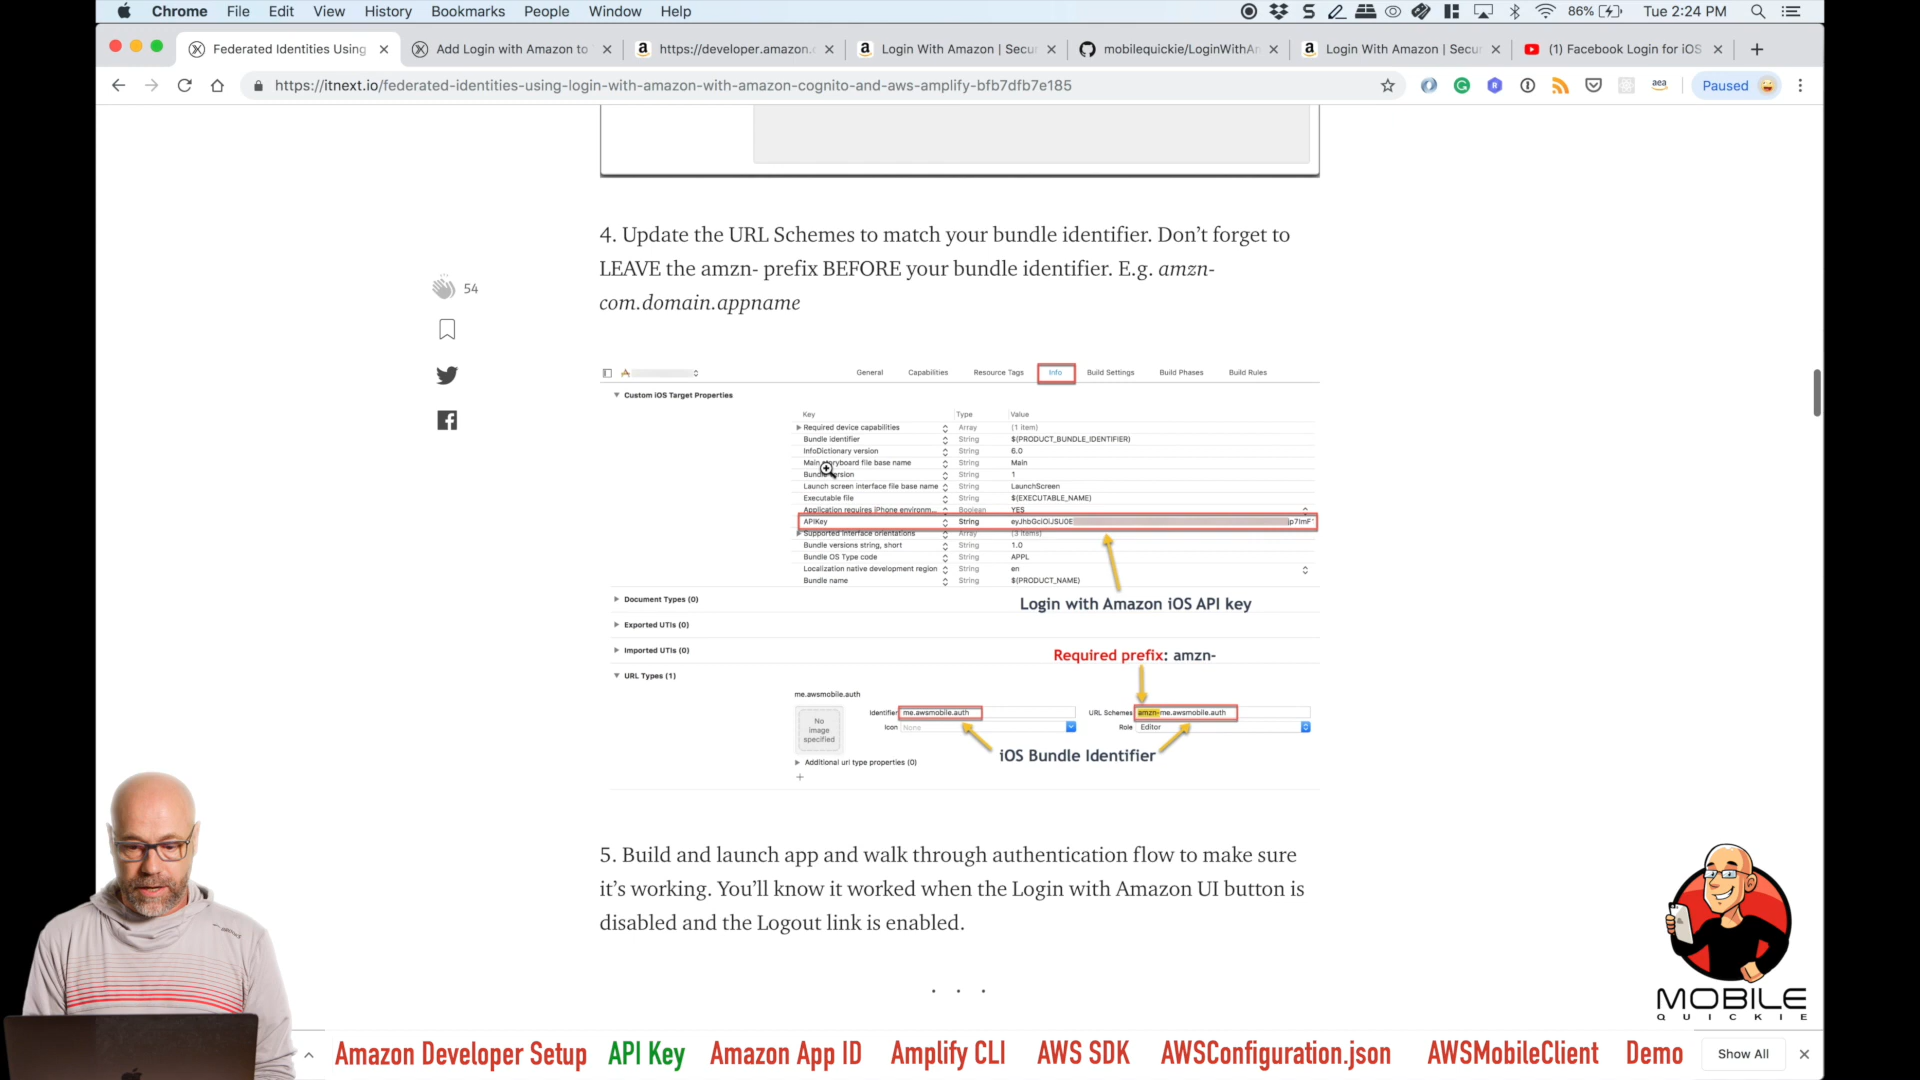 Chrome File Edit View History Bookmarks People Window Help 86% Tue 2:24 PM
Federated Identities Using Add Login with Amazon to https://developer.amazon. Login With Amazon | Secur mobilequickie/LoginWithAm Login With Amazon | Secur (1) Facebook Login for iOS
https://itnext.io/federated-identities-using-login-with-amazon-with-amazon-cognito-and-aws-amplify-bfb7dfb7e185 aea Paused
4. Update the URL Schemes to match your bundle identifier. Don't forget to
LEAVE the amzn- prefix BEFORE your bundle identifier. E.g. amzn-
com.domain.appname
54
General Capabilities Resource Tags Info Build Settings Build Phases Build Rules
Custom iOS Target Properties
Key Type Value
Required device capabilities Array (1 item)
Bundle identifier String $(PRODUCT_BUNDLE_IDENTIFIER)
InfoDictionary version String 6.0
Main storyboard file base name String Main
Bundle version String 1
Launch screen interface file base name String LaunchScreen
Executable file String $(EXECUTABLE_NAME)
Application requires iPhone environm... Boolean YES
APIKey String
Supported interface orientations Array (3 items)
Bundle versions string, short String 1.0
Bundle OS Type code String APPL
Localization native development region String en
Bundle name String $(PRODUCT_NAME)
Login with Amazon iOS API key
Document Types (0)
Exported UTIs (0)
Imported UTIs (0)
Required prefix: amzn-
URL Types (1)
me.awsmobile.auth
No image specified
Identifier me.awsmobile.auth URL Schemes amzn-me.awsmobile.auth
Icon None Role Editor
iOS Bundle Identifier
Additional url type properties (0)
5. Build and launch app and walk through authentication flow to make sure
it's working. You'll know it worked when the Login with Amazon UI button is
disabled and the Logout link is enabled.
. . .
MOBILE
QUICKIE
Amazon Developer Setup API Key Amazon App ID Amplify CLI AWS SDK AWSConfiguration.json AWSMobileClient Demo Show All